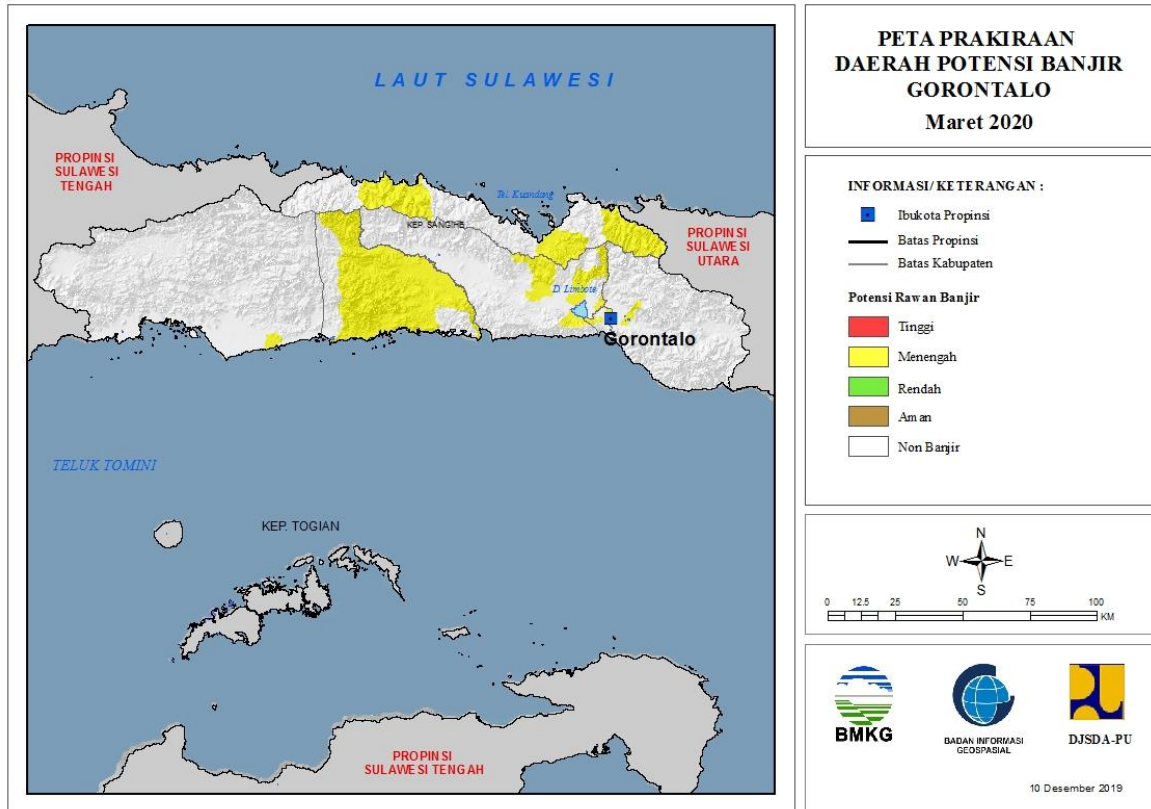 LAUT SULAWESI
PROPINSI
SULAWESI
TENGAH
Tel. Kuandang
KEP. SANGIHE
PROPINSI
SULAWESI
UTARA
D. Limbote
Gorontalo
TELUK TOMINI
KEP. TOGIAN
PROPINSI
SULAWESI TENGAH
PETA PRAKIRAAN
DAERAH POTENSI BANJIR
GORONTALO
Maret 2020
INFORMASI/ KETERANGAN :
Ibukota Propinsi
Batas Propinsi
Batas Kabupaten
Potensi Rawan Banjir
Tinggi
Menengah
Rendah
Aman
Non Banjir
N
W E
S
0 12.5 25 50 75 100
KM
BMKG
BADAN INFORMASI
GEOSPASIAL
DJSDA-PU
10 Desember 2019